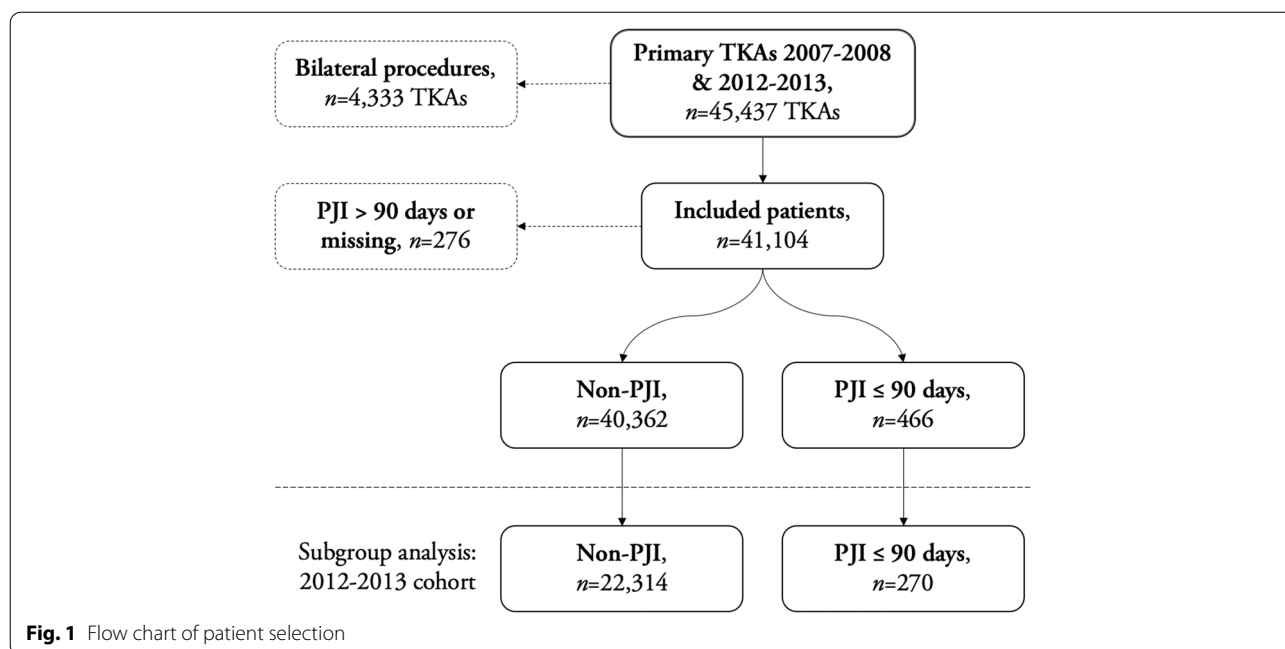 Primary TKAs 2007-2008
& 2012-2013,
n=45,437 TKAs
Bilateral procedures,
n=4,333 TKAs
Included patients,
n=41,104
PJI > 90 days or
missing, n=276
Non-PJI,
n=40,362
PJI ≤ 90 days,
n=466
Subgroup analysis:
2012-2013 cohort
Non-PJI,
n=22,314
PJI ≤ 90 days,
n=270
Fig. 1 Flow chart of patient selection